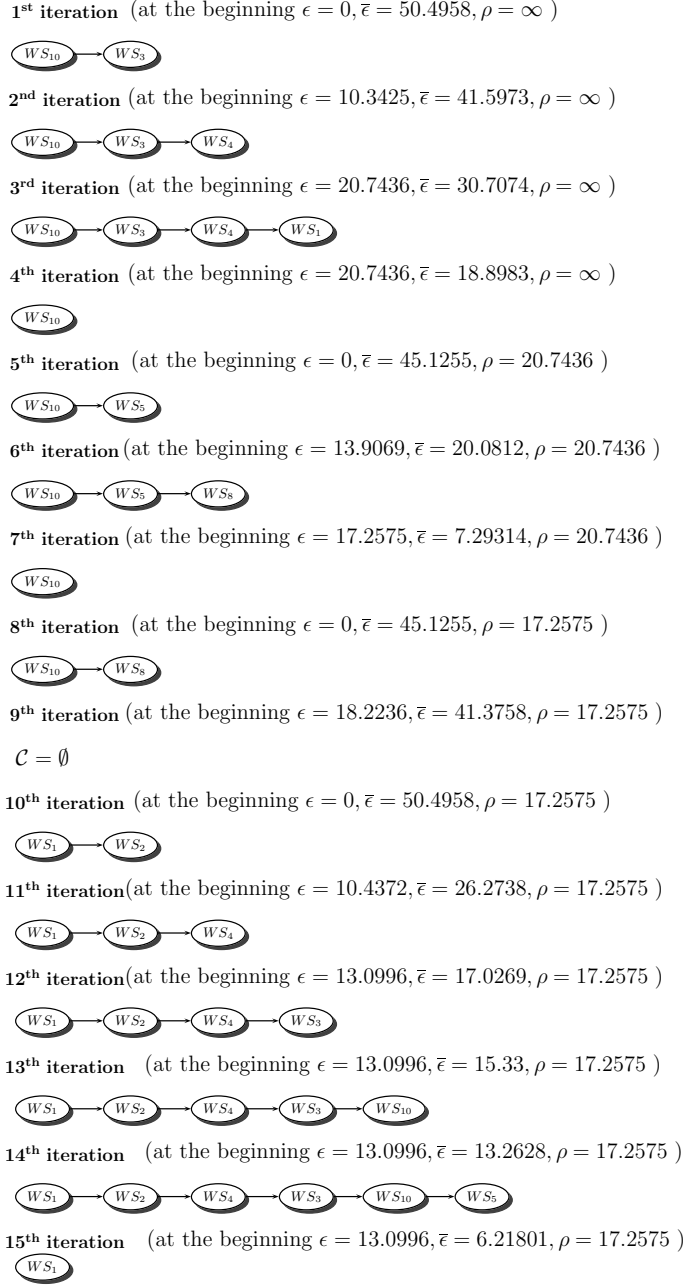 1st iteration (at the beginning ϵ = 0, ϵ̅ = 50.4958, ρ = ∞ )
WS10 WS3
2nd iteration (at the beginning ϵ = 10.3425, ϵ̅ = 41.5973, ρ = ∞ )
WS10 WS3 WS4
3rd iteration (at the beginning ϵ = 20.7436, ϵ̅ = 30.7074, ρ = ∞ )
WS10 WS3 WS4 WS1
4th iteration (at the beginning ϵ = 20.7436, ϵ̅ = 18.8983, ρ = ∞ )
WS10
5th iteration (at the beginning ϵ = 0, ϵ̅ = 45.1255, ρ = 20.7436 )
WS10 WS5
6th iteration (at the beginning ϵ = 13.9069, ϵ̅ = 20.0812, ρ = 20.7436 )
WS10 WS5 WS8
7th iteration (at the beginning ϵ = 17.2575, ϵ̅ = 7.29314, ρ = 20.7436 )
WS10
8th iteration (at the beginning ϵ = 0, ϵ̅ = 45.1255, ρ = 17.2575 )
WS10 WS8
9th iteration (at the beginning ϵ = 18.2236, ϵ̅ = 41.3758, ρ = 17.2575 )
C = ∅
10th iteration (at the beginning ϵ = 0, ϵ̅ = 50.4958, ρ = 17.2575 )
WS1 WS2
11th iteration(at the beginning ϵ = 10.4372, ϵ̅ = 26.2738, ρ = 17.2575 )
WS1 WS2 WS4
12th iteration(at the beginning ϵ = 13.0996, ϵ̅ = 17.0269, ρ = 17.2575 )
WS1 WS2 WS4 WS3
13th iteration (at the beginning ϵ = 13.0996, ϵ̅ = 15.33, ρ = 17.2575 )
WS1 WS2 WS4 WS3 WS10
14th iteration (at the beginning ϵ = 13.0996, ϵ̅ = 13.2628, ρ = 17.2575 )
WS1 WS2 WS4 WS3 WS10 WS5
15th iteration (at the beginning ϵ = 13.0996, ϵ̅ = 6.21801, ρ = 17.2575 )
WS1